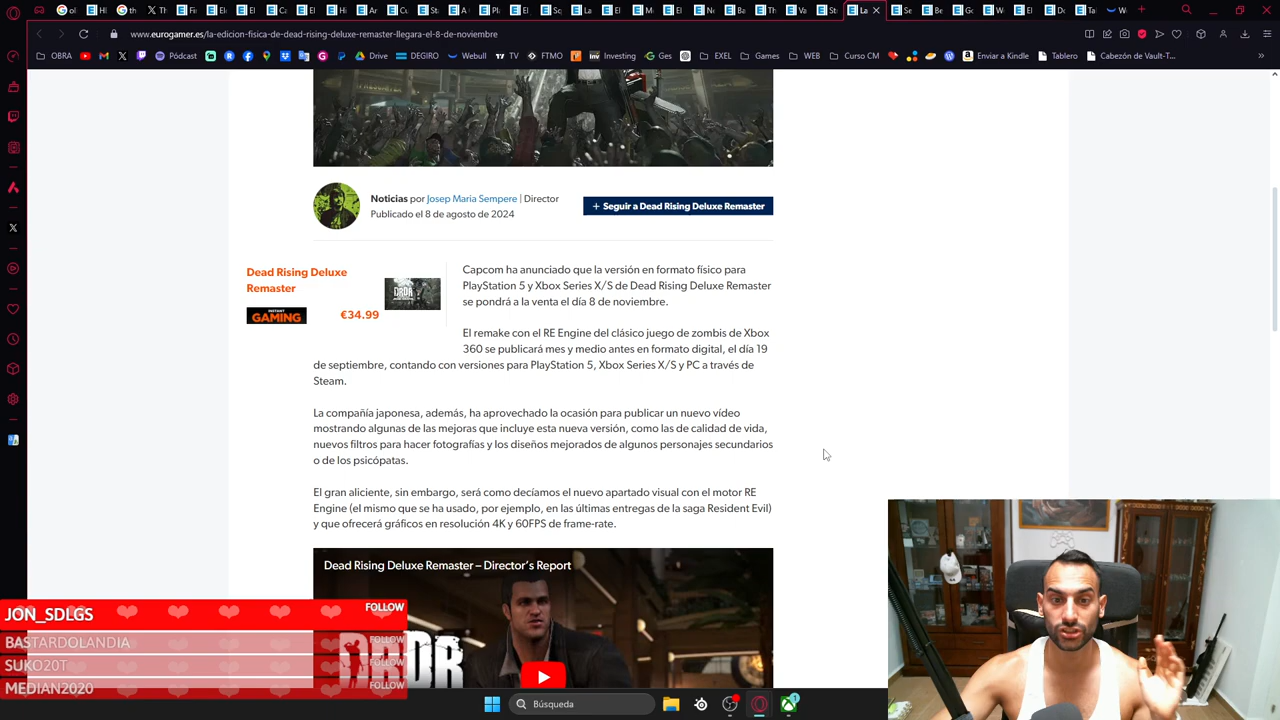 www.eurogamer.es/la-edicion-fisica-de-dead-rising-deluxe-remaster-llegara-el-8-de-noviembre
OBRA
Pódcast
Drive
DEGIRO
Webull
TV
FTMO
Investing
Ges
EXEL
Games
WEB
Curso CM
Enviar a Kindle
Tablero
Cabezón de Vault-T...
Noticias por Josep Maria Sempere | Director
Publicado el 8 de agosto de 2024
+ Seguir a Dead Rising Deluxe Remaster
Dead Rising Deluxe
Remaster
INSTANT
GAMING
€34.99
Capcom ha anunciado que la versión en formato físico para
PlayStation 5 y Xbox Series X/S de Dead Rising Deluxe Remaster
se pondrá a la venta el día 8 de noviembre.
El remake con el RE Engine del clásico juego de zombis de Xbox
360 se publicará mes y medio antes en formato digital, el día 19
de septiembre, contando con versiones para PlayStation 5, Xbox Series X/S y PC a través de
Steam.
La compañía japonesa, además, ha aprovechado la ocasión para publicar un nuevo vídeo
mostrando algunas de las mejoras que incluye esta nueva versión, como las de calidad de vida,
nuevos filtros para hacer fotografías y los diseños mejorados de algunos personajes secundarios
o de los psicópatas.
El gran aliciente, sin embargo, será como decíamos el nuevo apartado visual con el motor RE
Engine (el mismo que se ha usado, por ejemplo, en las últimas entregas de la saga Resident Evil)
y que ofrecerá gráficos en resolución 4K y 60FPS de frame-rate.
Dead Rising Deluxe Remaster – Director's Report
DRDR
JON_SDLGS
FOLLOW
BASTARDOLANDIA
FOLLOW
SUKO20T
FOLLOW
MEDIAN2020
FOLLOW
Búsqueda